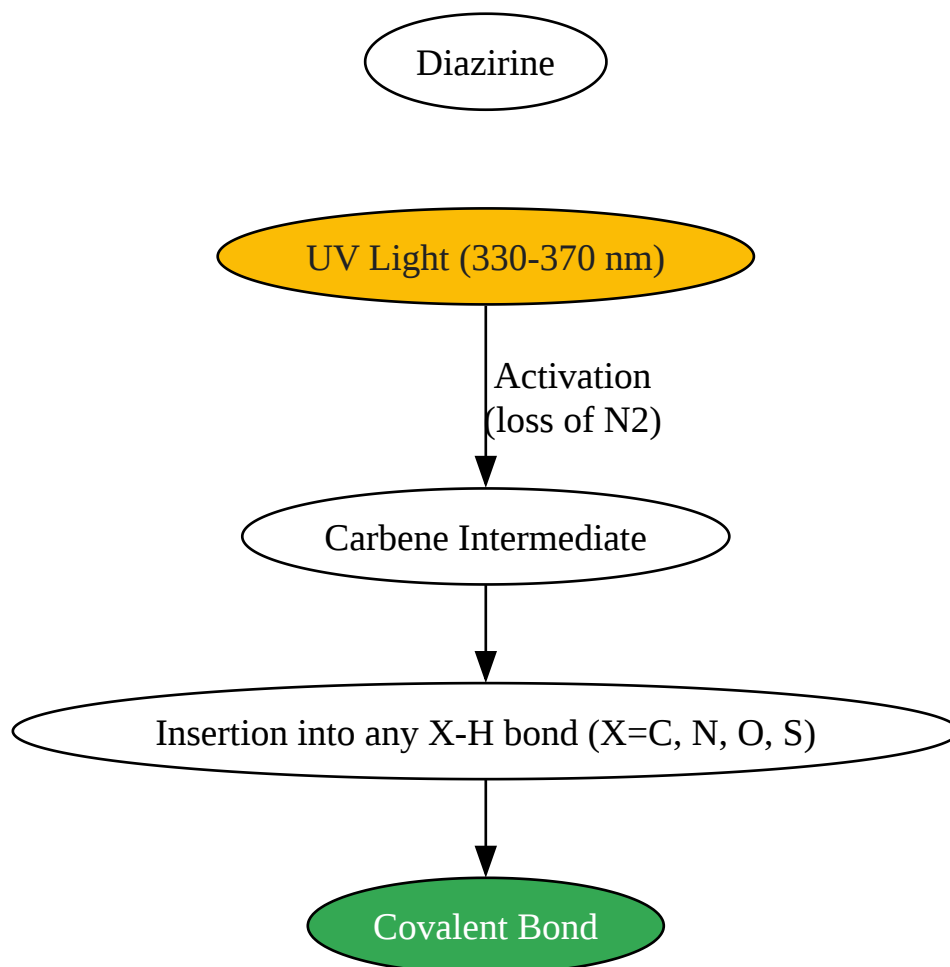 Diazirine
UV Light (330-370 nm)
Activation
(loss of N2)
Carbene Intermediate
Insertion into any X-H bond (X=C, N, O, S)
Covalent Bond